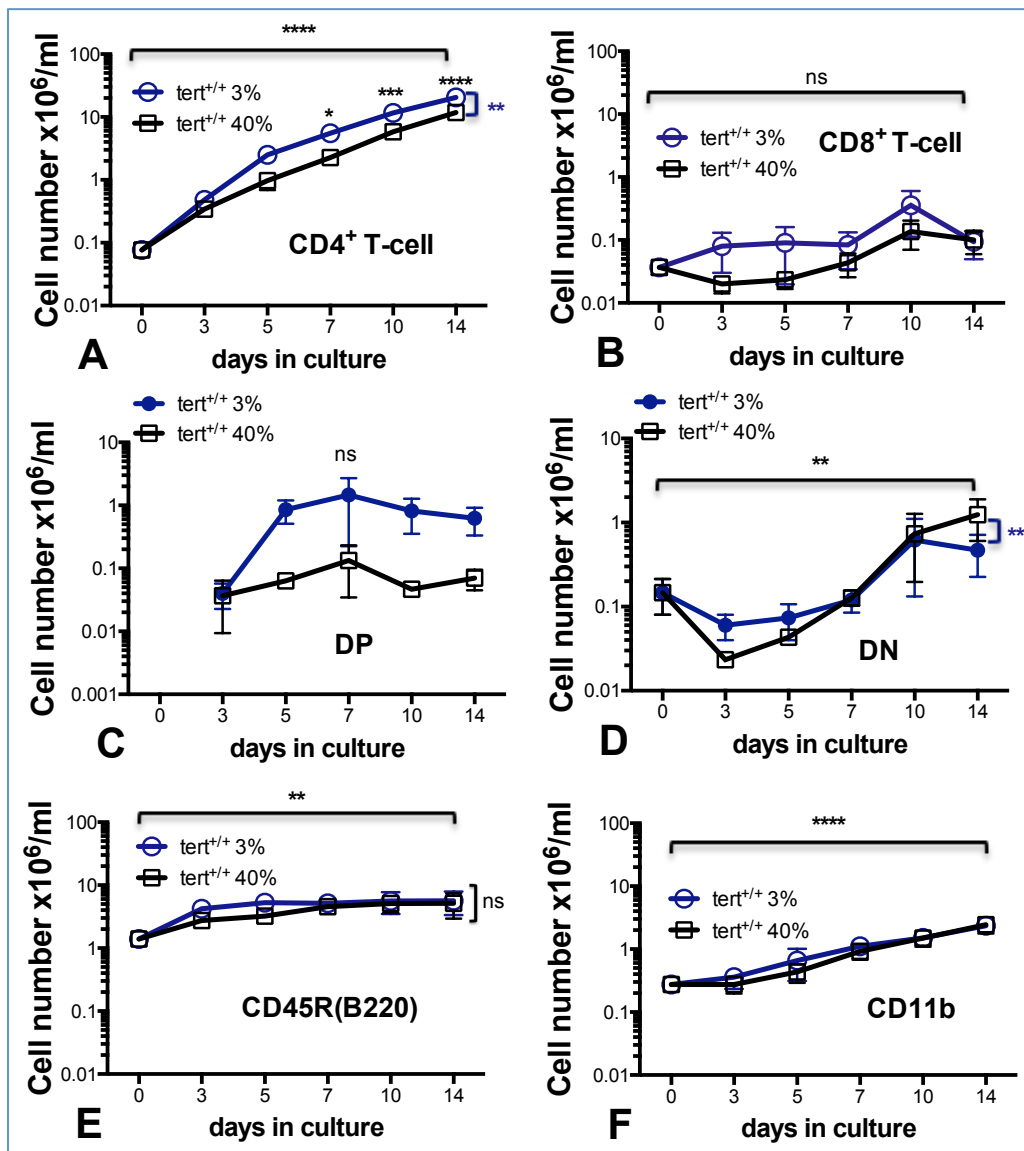 ****
Cell number x10⁶/ml
100
10
1
0.1
0.01
tert⁺/⁺ 3%
tert⁺/⁺ 40%
*
***
****
**
CD4⁺ T-cell
0 3 5 7 10 14
A
days in culture
ns
Cell number x10⁶/ml
100
10
1
0.1
0.01
tert⁺/⁺ 3%
tert⁺/⁺ 40%
CD8⁺ T-cell
0 3 5 7 10 14
B
days in culture
tert⁺/⁺ 3%
tert⁺/⁺ 40%
Cell number x10⁶/ml
10
1
0.1
0.01
0.001
ns
DP
0 3 5 7 10 14
C
days in culture
tert⁺/⁺ 3%
tert⁺/⁺ 40%
Cell number x10⁶/ml
10
1
0.1
0.01
**
**
DN
0 3 5 7 10 14
D
days in culture
**
Cell number x10⁶/ml
100
10
1
0.1
0.01
tert⁺/⁺ 3%
tert⁺/⁺ 40%
ns
CD45R(B220)
0 3 5 7 10 14
E
days in culture
****
Cell number x10⁶/ml
100
10
1
0.1
0.01
tert⁺/⁺ 3%
tert⁺/⁺ 40%
CD11b
0 3 5 7 10 14
F
days in culture